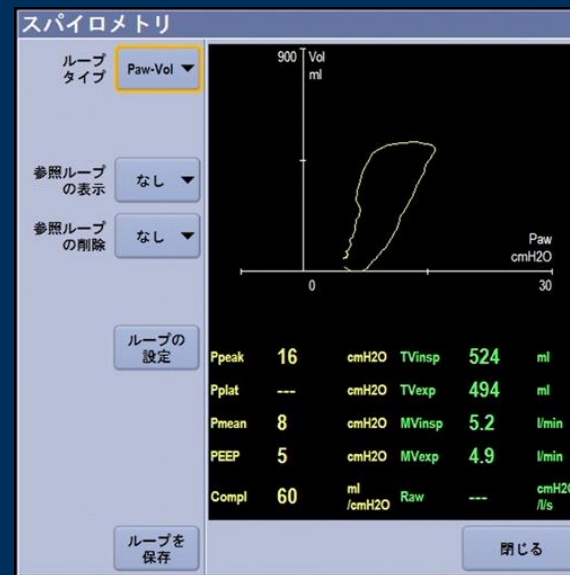 スパイロメトリ
ループ
タイプ
Paw-Vol
参照ループ
の表示
なし
参照ループ
の削除
なし
ループの
設定
ループを
保存
900 Vol
ml
Paw
cmH2O
0 30
Ppeak 16 cmH2O TVinsp 524 ml
Pplat --- cmH2O TVexp 494 ml
Pmean 8 cmH2O MVinsp 5.2 l/min
PEEP 5 cmH2O MVexp 4.9 l/min
Compl 60 ml/cmH2O Raw --- cmH2O/l/s
閉じる